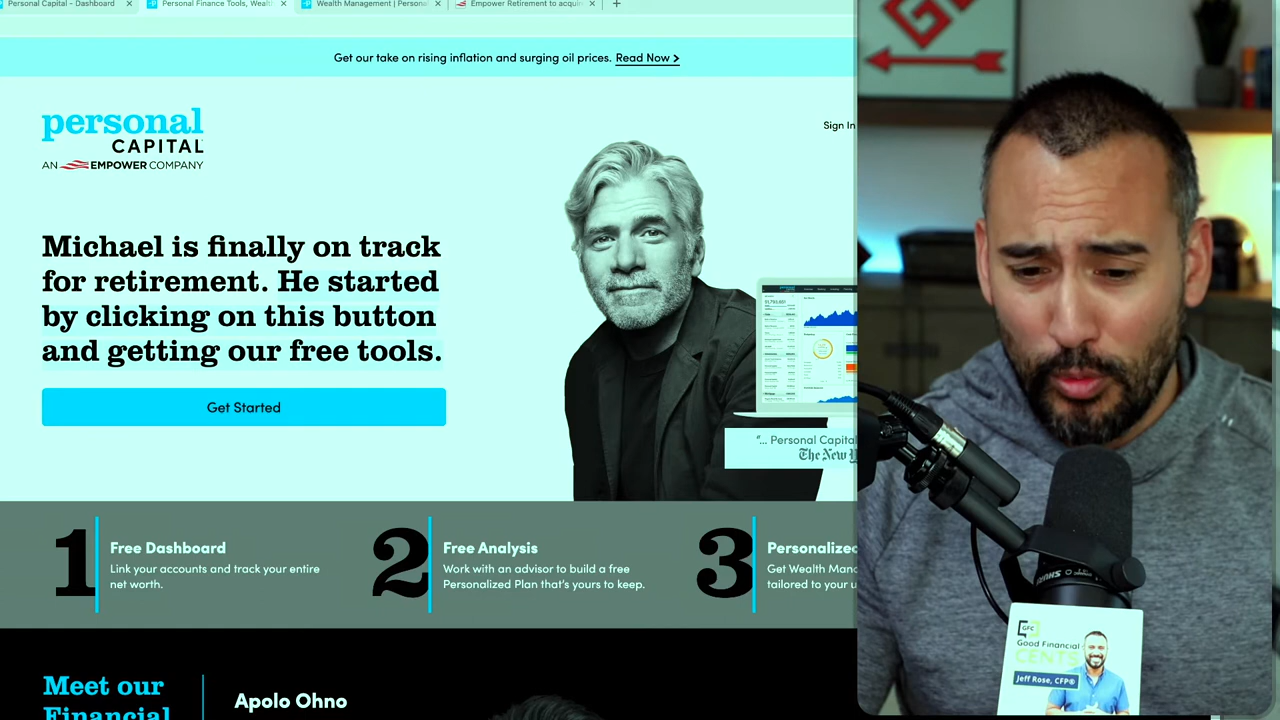 Personal Capital - Dashboard
Personal Finance Tools, Wealt
Wealth Management | Personal
Empower Retirement to acquir
Get our take on rising inflation and surging oil prices. Read Now >
personal
CAPITAL
AN EMPOWER COMPANY
Sign In
Michael is finally on track
for retirement. He started
by clicking on this button
and getting our free tools.
Get Started
"... Personal Capital
The New Y
1
Free Dashboard
Link your accounts and track your entire
net worth.
2
Free Analysis
Work with an advisor to build a free
Personalized Plan that's yours to keep.
3
Personalized
Get Wealth Mana
tailored to your u
Meet our
Financial
Apolo Ohno
SHURE
GFC
Good Financial
CENTS
Jeff Rose, CFP®